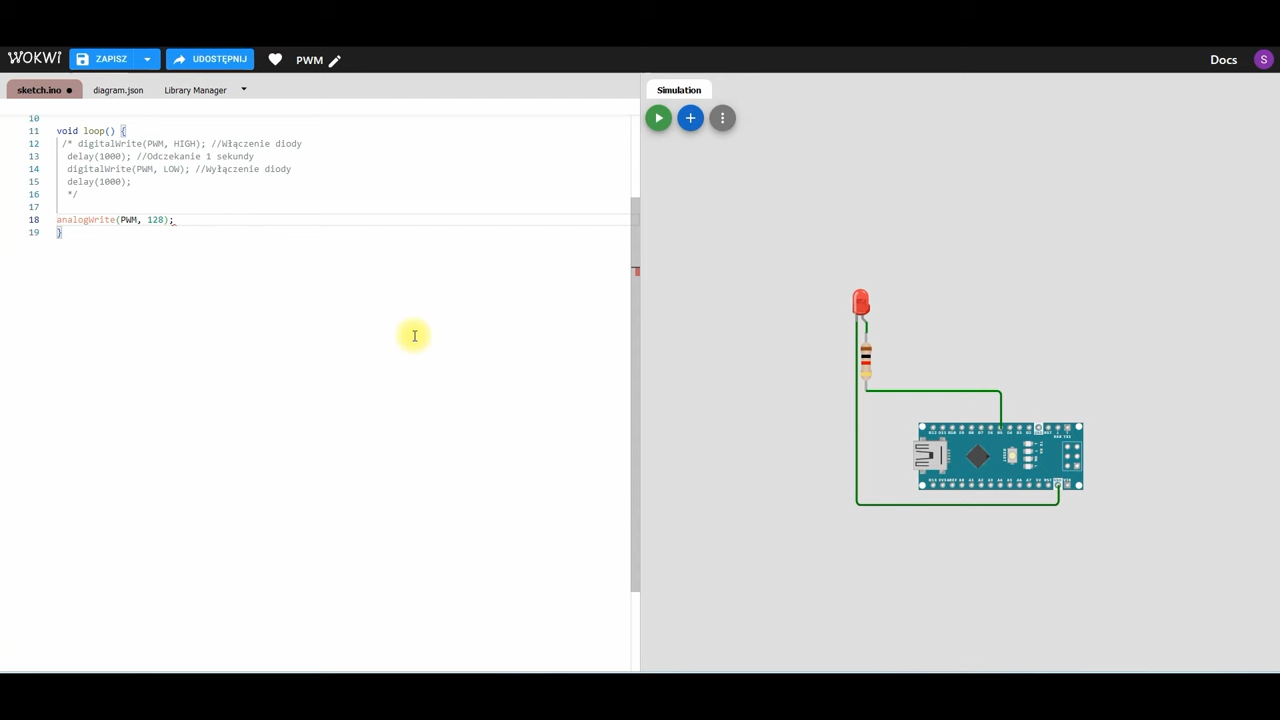 WOKWI ZAPISZ UDOSTĘPNIJ PWM Docs S
sketch.ino diagram.json Library Manager Simulation
10
11 void loop() {
12 /* digitalWrite(PWM, HIGH); //Włączenie diody
13 delay(1000); //Odczekanie 1 sekundy
14 digitalWrite(PWM, LOW); //Wyłączenie diody
15 delay(1000);
16 */
17
18 analogWrite(PWM, 128);
19 }